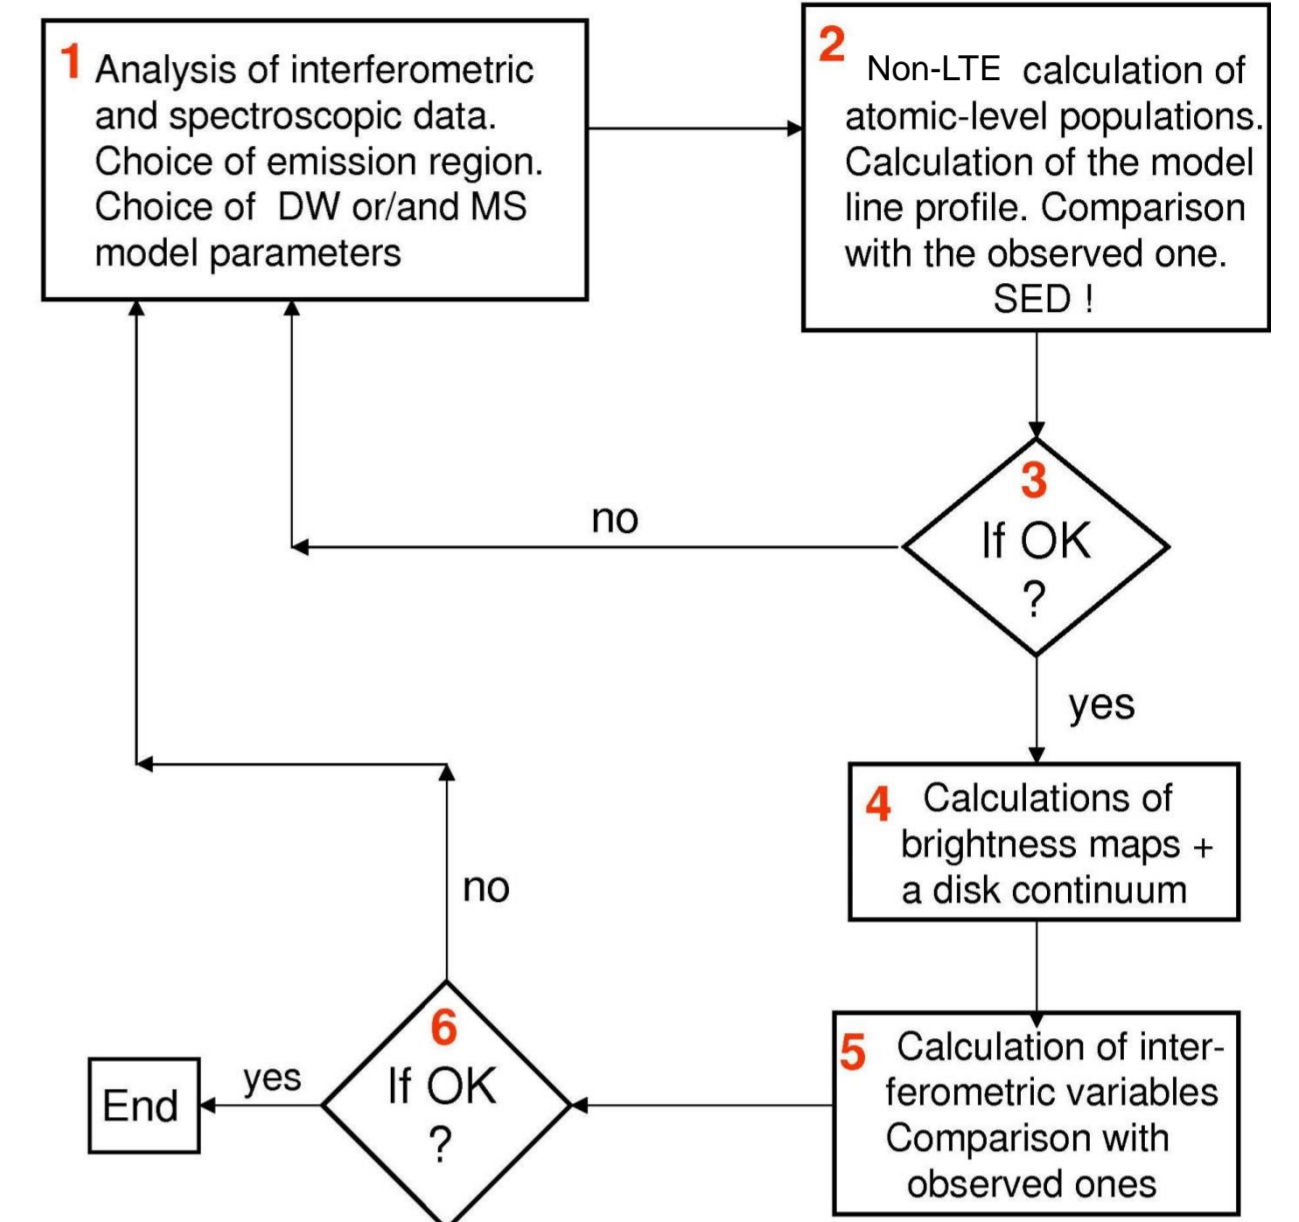 1 Analysis of interferometric
and spectroscopic data.
Choice of emission region.
Choice of DW or/and MS
model parameters
2 Non-LTE calculation of
atomic-level populations.
Calculation of the model
line profile. Comparison
with the observed one.
SED !
3
If OK
?
no
yes
4 Calculations of
brightness maps +
a disk continuum
5 Calculation of inter-
ferometric variables
Comparison with
observed ones
6
If OK
?
no
yes
End